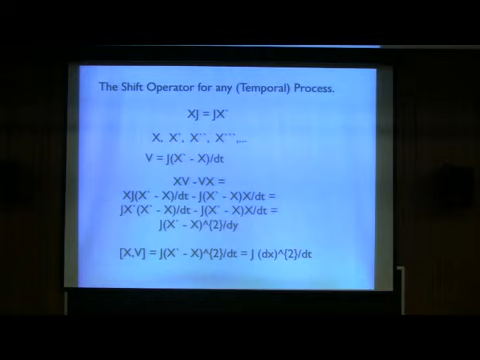 The Shift Operator for any (Temporal) Process.
XJ = JX`
X, X`, X``, X```,...
V = J(X` - X)/dt
XV - VX =
XJ(X` - X)/dt - J(X` - X)X/dt =
JX`(X` - X)/dt - J(X` - X)X/dt =
J(X` - X)^{2}/dy
[X,V] = J(X` - X)^{2}/dt = J (dx)^{2}/dt